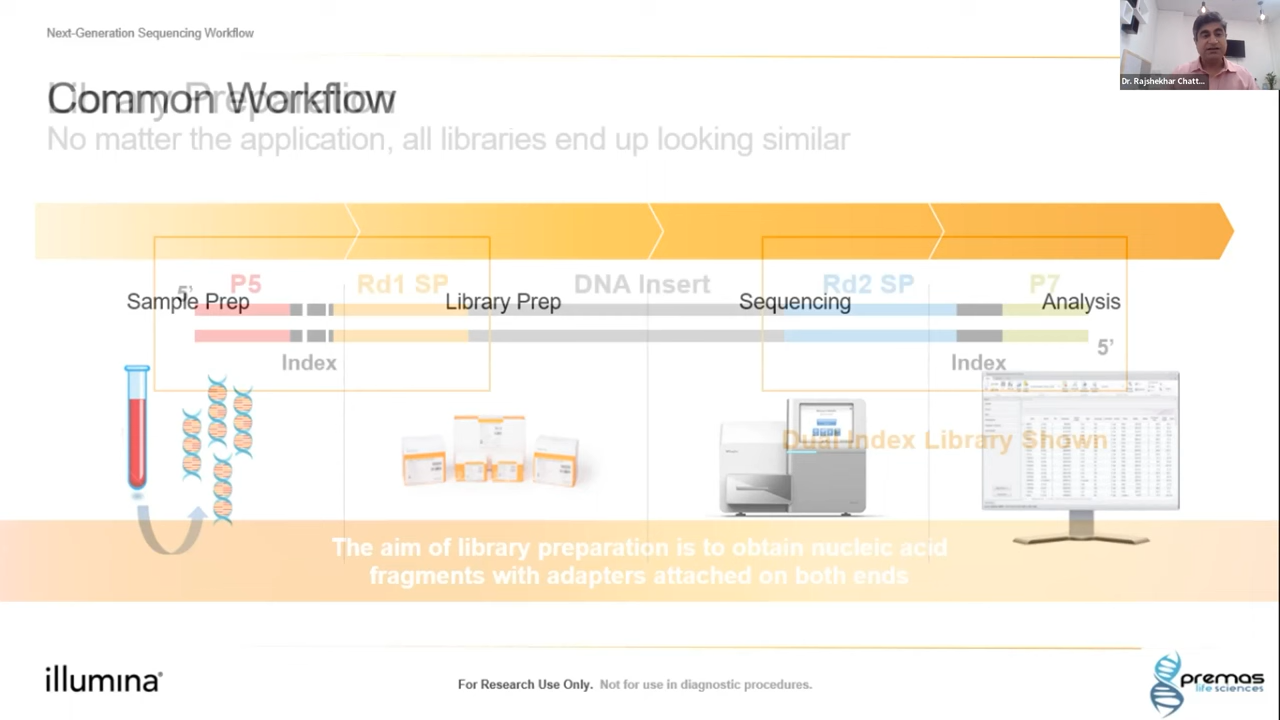 Next-Generation Sequencing Workflow
Dr. Rajshekhar Chatt...
Common Workflow
Library Preparation
No matter the application, all libraries end up looking similar
P5
Rd1 SP
DNA Insert
Rd2 SP
P7
5’
Sample Prep
Library Prep
Sequencing
Analysis
5’
Index
Index
Dual Index Library Shown
The aim of library preparation is to obtain nucleic acid
fragments with adapters attached on both ends
illumina®
For Research Use Only. Not for use in diagnostic procedures.
premas
life sciences